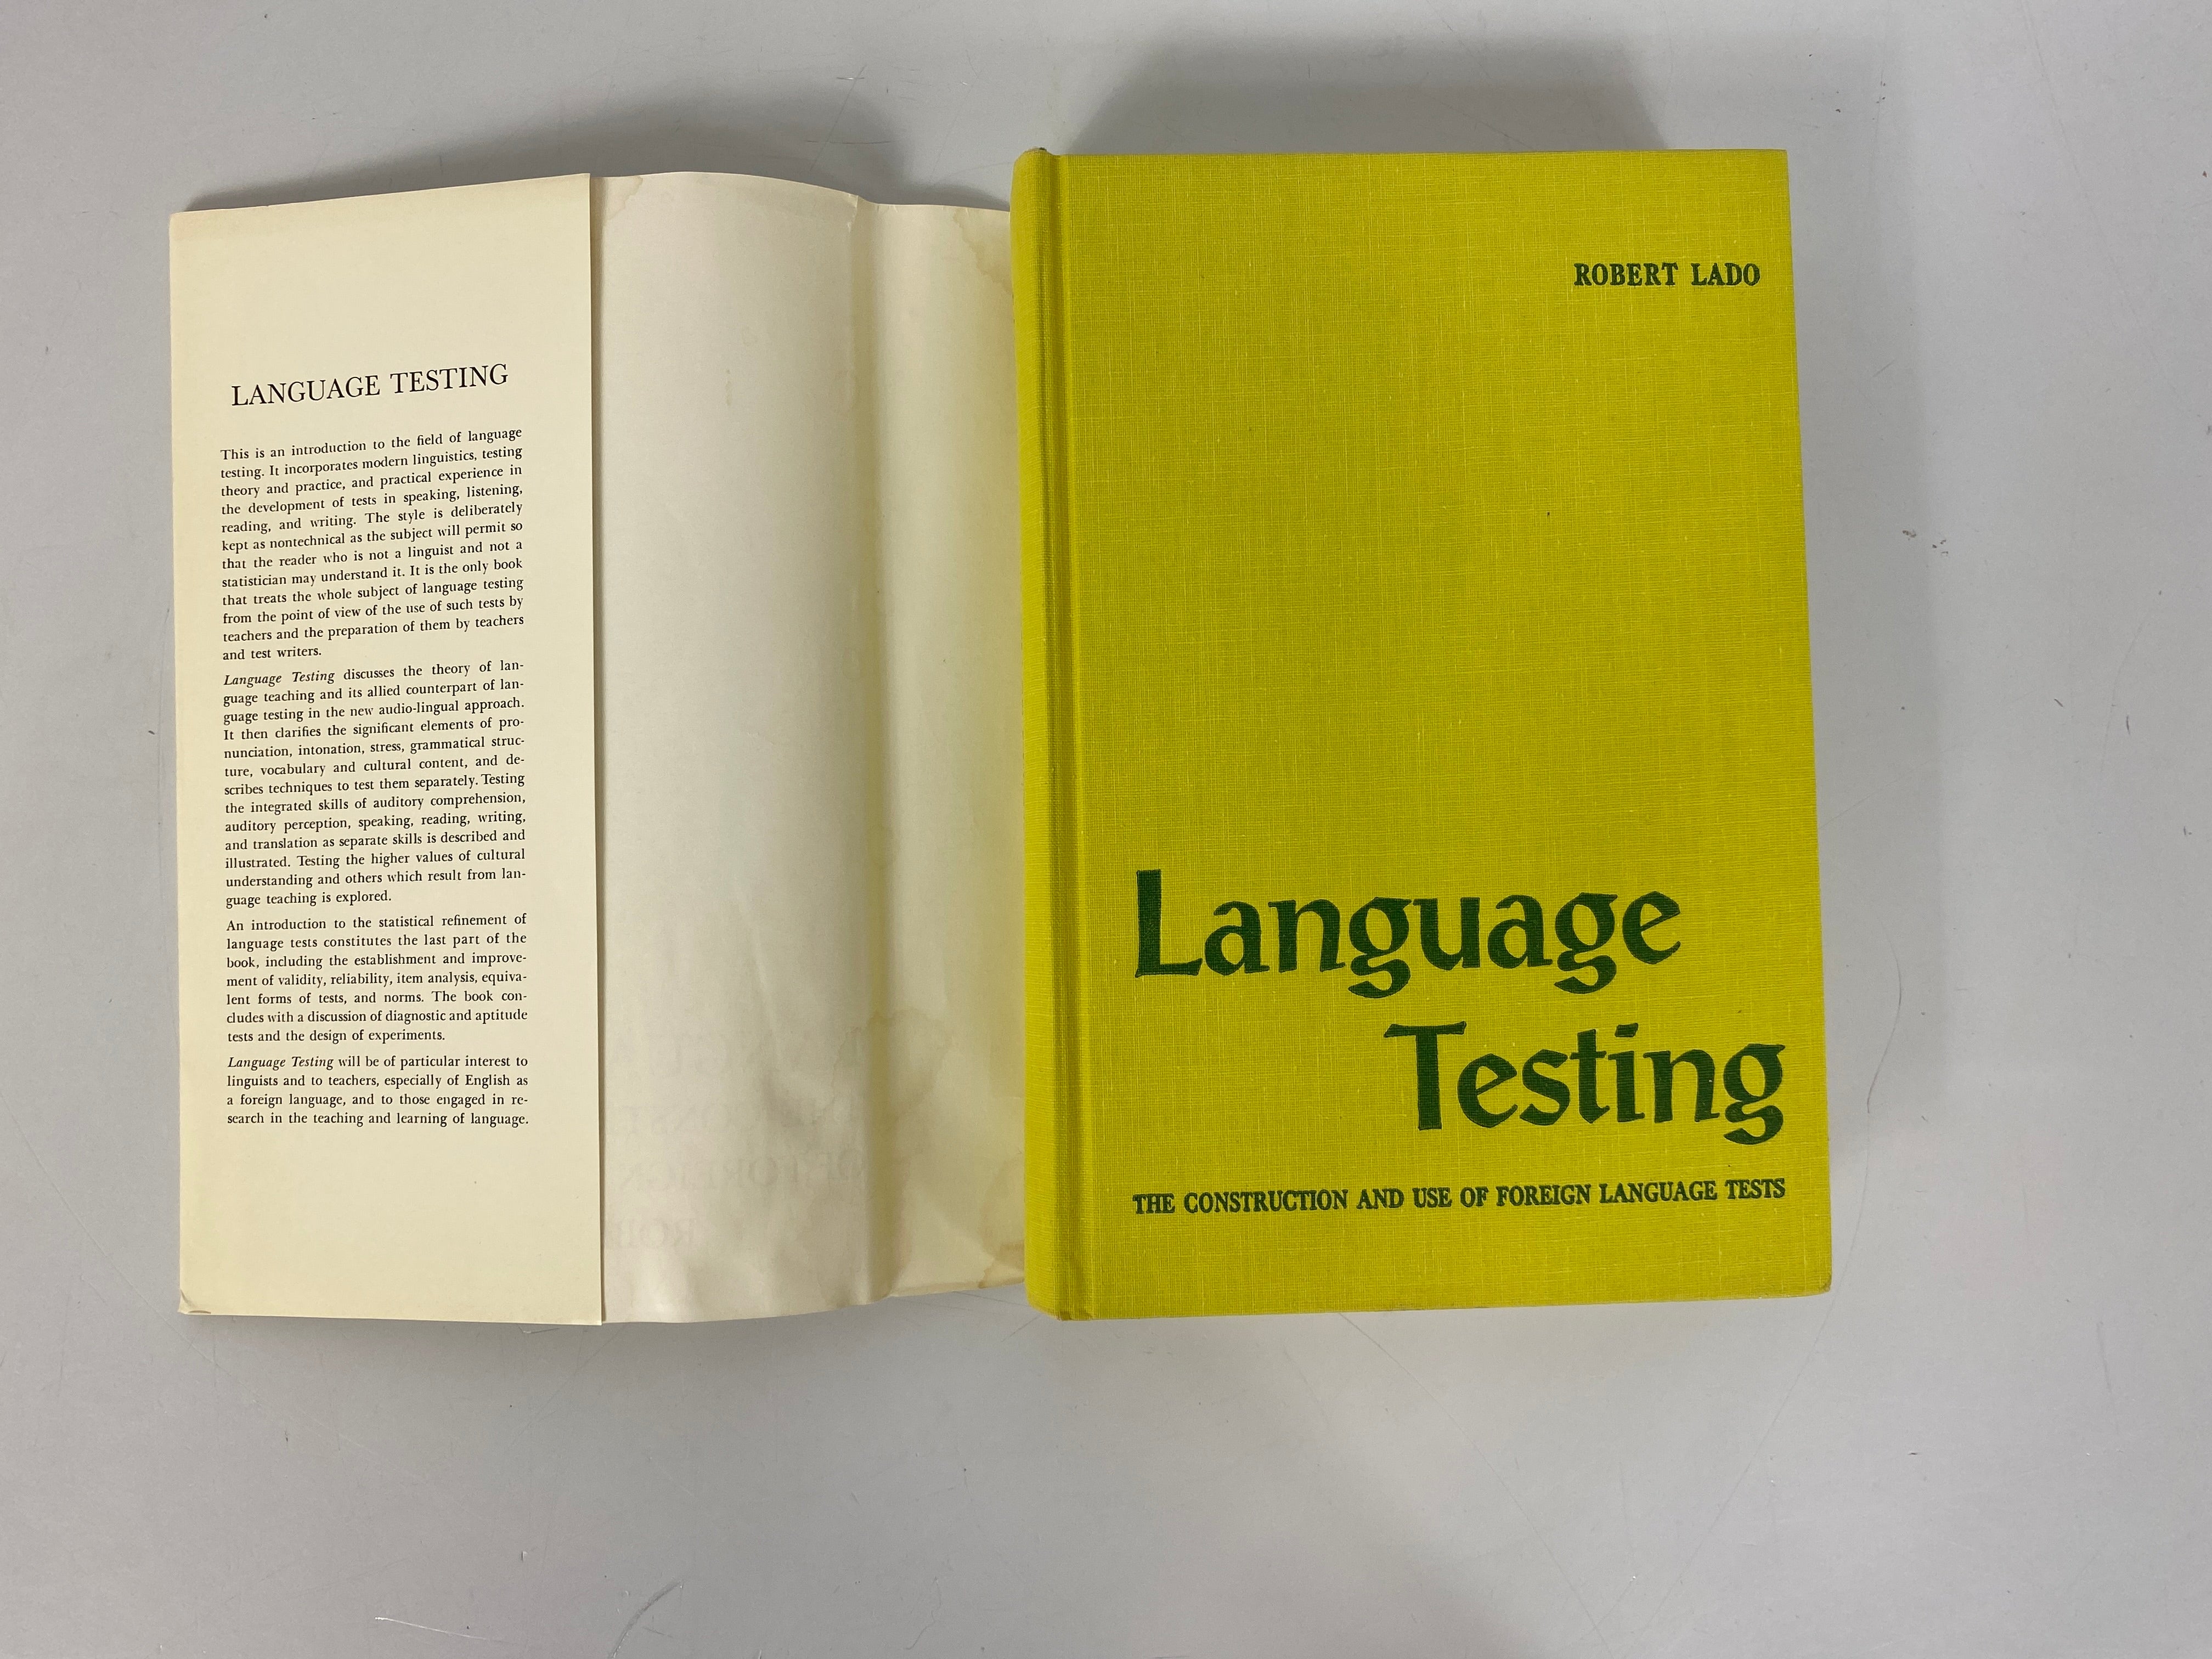 LANGUAGE TESTING
This is an introduction to the field of language
testing. It incorporates modern linguistics, testing
theory and practice, and practical experience in
the development of tests in speaking, listening,
reading, and writing. The style is deliberately
kept as nontechnical as the subject will permit so
that the reader who is not a linguist and not a
statistician may understand it. It is the only book
that treats the whole subject of language testing
from the point of view of the use of such tests by
teachers and the preparation of them by teachers
and test writers.
Language Testing discusses the theory of lan-
guage teaching and its allied counterpart of lan-
guage testing in the new audio-lingual approach.
It then clarifies the significant elements of pro-
nunciation, intonation, stress, grammatical struc-
ture, vocabulary and cultural content, and de-
scribes techniques to test them separately. Testing
the integrated skills of auditory comprehension,
auditory perception, speaking, reading, writing,
and translation as separate skills is described and
illustrated. Testing the higher values of cultural
understanding and others which result from lan-
guage teaching is explored.
An introduction to the statistical refinement of
language tests constitutes the last part of the
book, including the establishment and improve-
ment of validity, reliability, item analysis, equiva-
lent forms of tests, and norms. The book con-
cludes with a discussion of diagnostic and aptitude
tests and the design of experiments.
Language Testing will be of particular interest to
linguists and to teachers, especially of English as
a foreign language, and to those engaged in re-
search in the teaching and learning of language.
ROBERT LADO
Language
Testing
THE CONSTRUCTION AND USE OF FOREIGN LANGUAGE TESTS